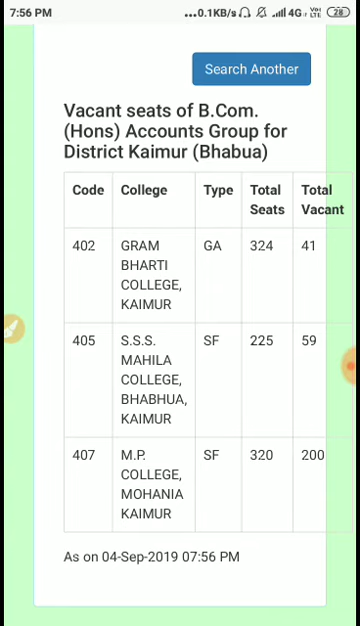 7:56 PM ...0.1KB/s 4G Vo LTE 28
Search Another
Vacant seats of B.Com.
(Hons) Accounts Group for
District Kaimur (Bhabua)
Code College Type Total Seats Total Vacant
402 GRAM BHARTI COLLEGE, KAIMUR GA 324 41
405 S.S.S. MAHILA COLLEGE, BHABHUA, KAIMUR SF 225 59
407 M.P. COLLEGE, MOHANIA KAIMUR SF 320 200
As on 04-Sep-2019 07:56 PM